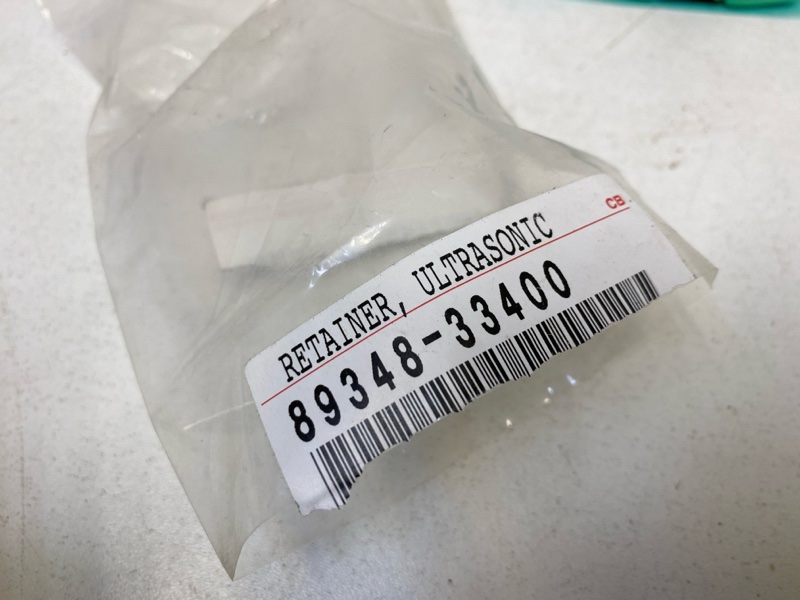 CB
RETAINER, ULTRASONIC
89348-33400